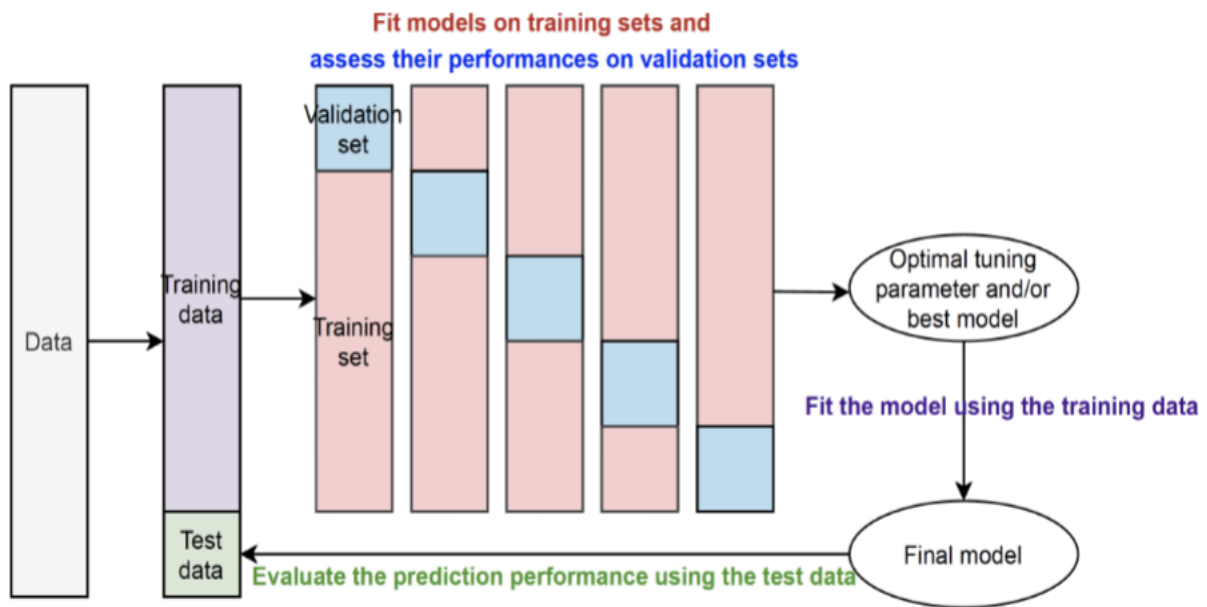 Fit models on training sets and
assess their performances on validation sets
Validation
set
Training
data
Training
set
Data
Optimal tuning
parameter and/or
best model
Fit the model using the training data
Test
data
Final model
Evaluate the prediction performance using the test data